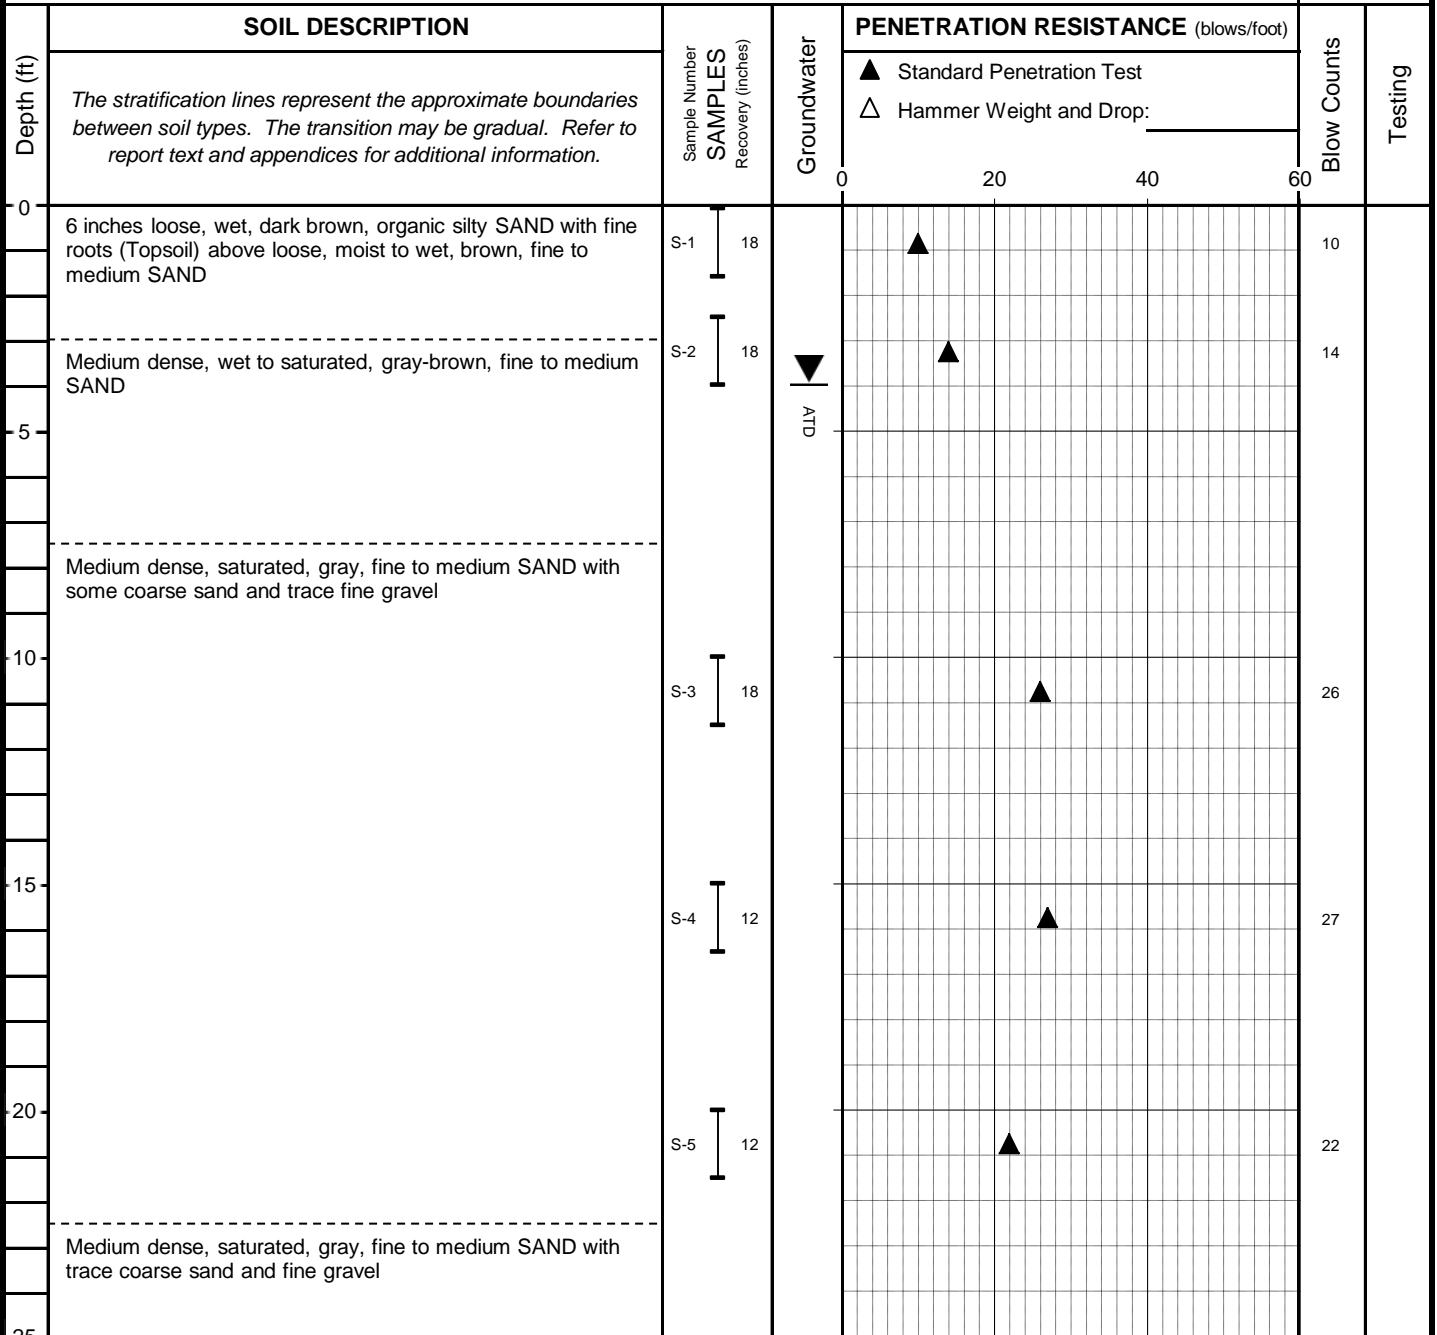 SOIL DESCRIPTION
PENETRATION RESISTANCE (blows/foot)
Depth (ft)
The stratification lines represent the approximate boundaries
between soil types. The transition may be gradual. Refer to
report text and appendices for additional information.
Sample Number
SAMPLES
Recovery (inches)
Groundwater
▲ Standard Penetration Test
△ Hammer Weight and Drop:
Blow Counts
Testing
0 20 40 60
0
6 inches loose, wet, dark brown, organic silty SAND with fine
roots (Topsoil) above loose, moist to wet, brown, fine to
medium SAND
S-1 18 10
Medium dense, wet to saturated, gray-brown, fine to medium
SAND
S-2 18 14
ATD
5
Medium dense, saturated, gray, fine to medium SAND with
some coarse sand and trace fine gravel
10
S-3 18 26
15
S-4 12 27
20
S-5 12 22
Medium dense, saturated, gray, fine to medium SAND with
trace coarse sand and fine gravel
25